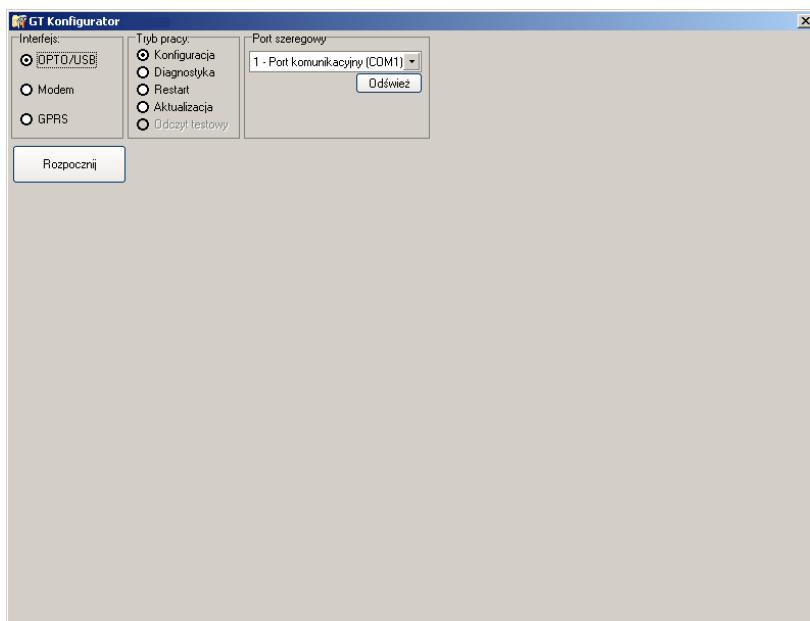 GT Konfigurator
Interfejs:
OPTO/USB
Modem
GPRS
Tryb pracy:
Konfiguracja
Diagnostyka
Restart
Aktualizacja
Odczyt testowy
Port szeregowy
1 - Port komunikacyjny (COM1)
Odśwież
Rozpocznij